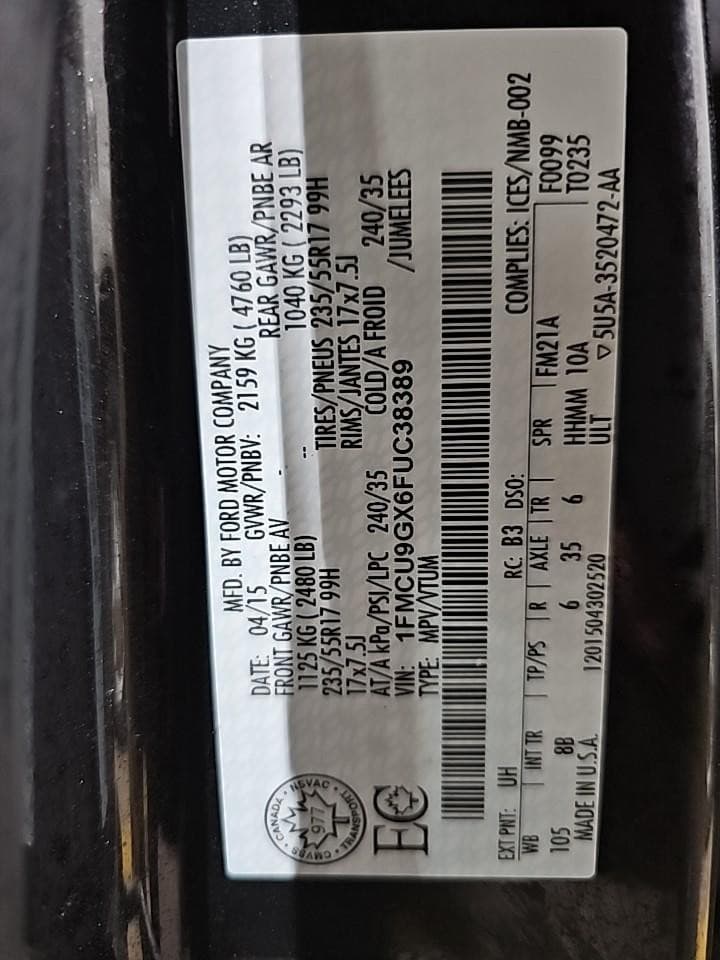 MFD. BY FORD MOTOR COMPANY
DATE: 04/15 GVWR/PNBV: 2159 KG ( 4760 LB)
FRONT GAWR/PNBE AV - REAR GAWR/PNBE AR
1125 KG ( 2480 LB) -- 1040 KG ( 2293 LB)
235/55R17 99H TIRES/PNEUS 235/55R17 99H
17x7.5J RIMS/JANTES 17x7.5J
AT/A kPa/PSI/LPC 240/35 COLD/A FROID 240/35
VIN: 1FMCU9GX6FUC38389 /JUMELEES
TYPE: MPV/VTUM
CANADA • NSVAC • TRANSPORT • CMVSS
977
EC
COMPLIES: ICES/NMB-002
EXT PNT: UH RC: B3 DSO:
WB | INT TR | TP/PS | R | AXLE | TR | SPR | FM21A F0099
105 8B 6 35 6 HHMM 10A T0235
MADE IN U.S.A. ULT ▽5U5A-3520472-AA
1201504302520